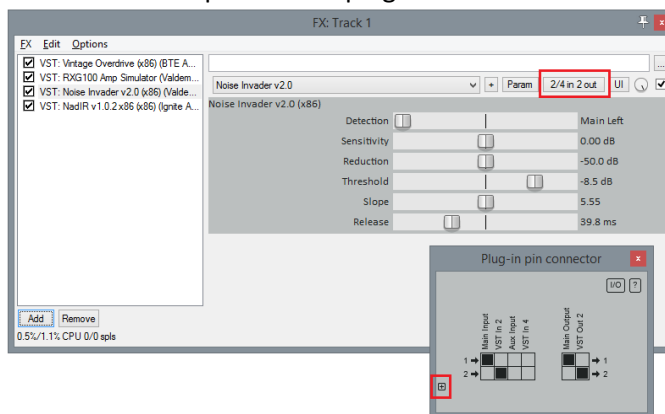 FX: Track 1
FX Edit Options
VST: Vintage Overdrive (x86) (BTE A...
VST: RXG100 Amp Simulator (Valdem...
VST: Noise Invader v2.0 (x86) (Valde...
VST: NadIR v1.0.2 x86 (x86) (Ignite A...
...
Noise Invader v2.0 + Param 2/4 in 2 out UI
Noise Invader v2.0 (x86)
Detection Main Left
Sensitivity 0.00 dB
Reduction -50.0 dB
Threshold -8.5 dB
Slope 5.55
Release 39.8 ms
Add Remove
0.5%/1.1% CPU 0/0 spls
Plug-in pin connector x
I/O ?
Main Input
VST In 2
Aux Input
VST In 4
Main Output
VST Out 2
1 → → 1
2 → → 2
+